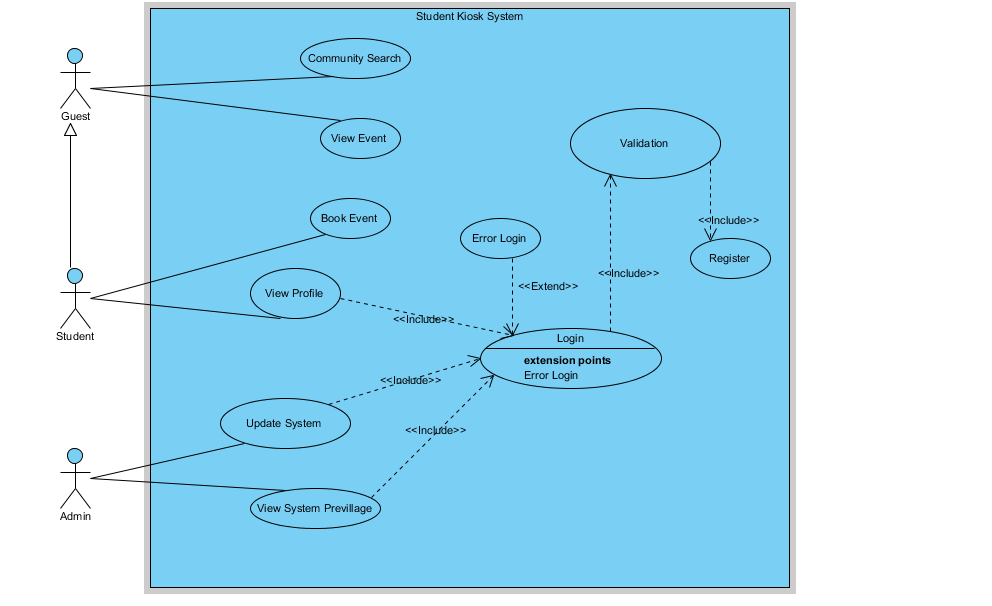 Student Kiosk System
Community Search
Guest
View Event
Validation
Book Event
<<Include>>
Error Login
Register
<<Include>>
<<Extend>>
View Profile
<<Include>>
Student
Login
extension points
Error Login
<<Include>>
Update System
<<Include>>
View System Previllage
Admin